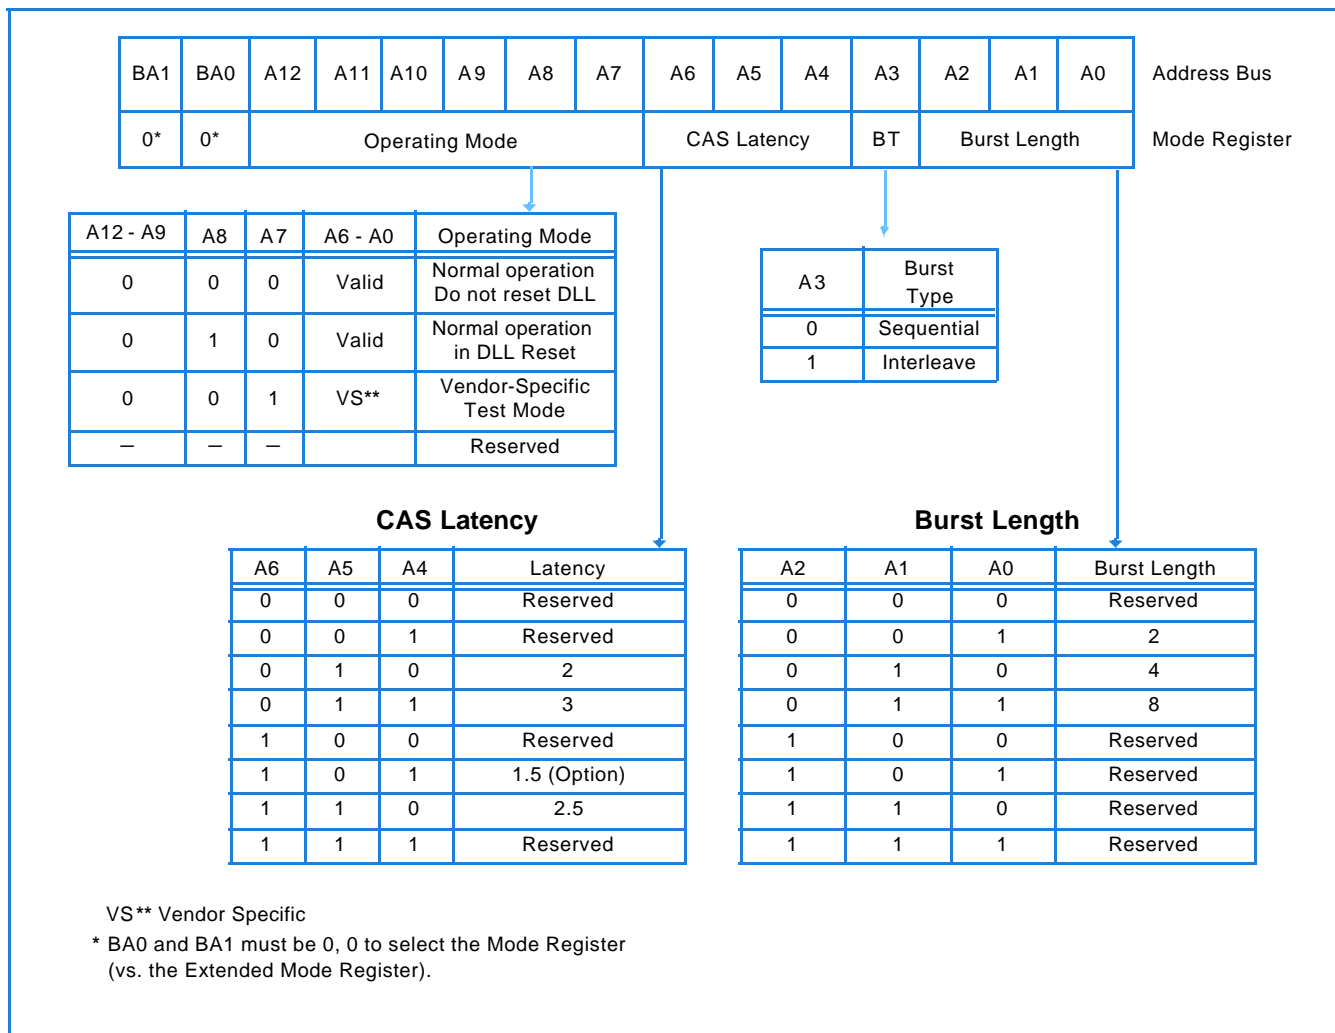 BA1 BA0 A12 A11 A10 A9 A8 A7 A6 A5 A4 A3 A2 A1 A0 Address Bus
0* 0* Operating Mode CAS Latency BT Burst Length Mode Register
A12 - A9 A8 A7 A6 - A0 Operating Mode
0 0 0 Valid Normal operation
Do not reset DLL
0 1 0 Valid Normal operation
in DLL Reset
0 0 1 VS** Vendor-Specific
Test Mode
– – – Reserved
A3 Burst
Type
0 Sequential
1 Interleave
CAS Latency
A6 A5 A4 Latency
0 0 0 Reserved
0 0 1 Reserved
0 1 0 2
0 1 1 3
1 0 0 Reserved
1 0 1 1.5 (Option)
1 1 0 2.5
1 1 1 Reserved
Burst Length
A2 A1 A0 Burst Length
0 0 0 Reserved
0 0 1 2
0 1 0 4
0 1 1 8
1 0 0 Reserved
1 0 1 Reserved
1 1 0 Reserved
1 1 1 Reserved
VS** Vendor Specific
* BA0 and BA1 must be 0, 0 to select the Mode Register
(vs. the Extended Mode Register).